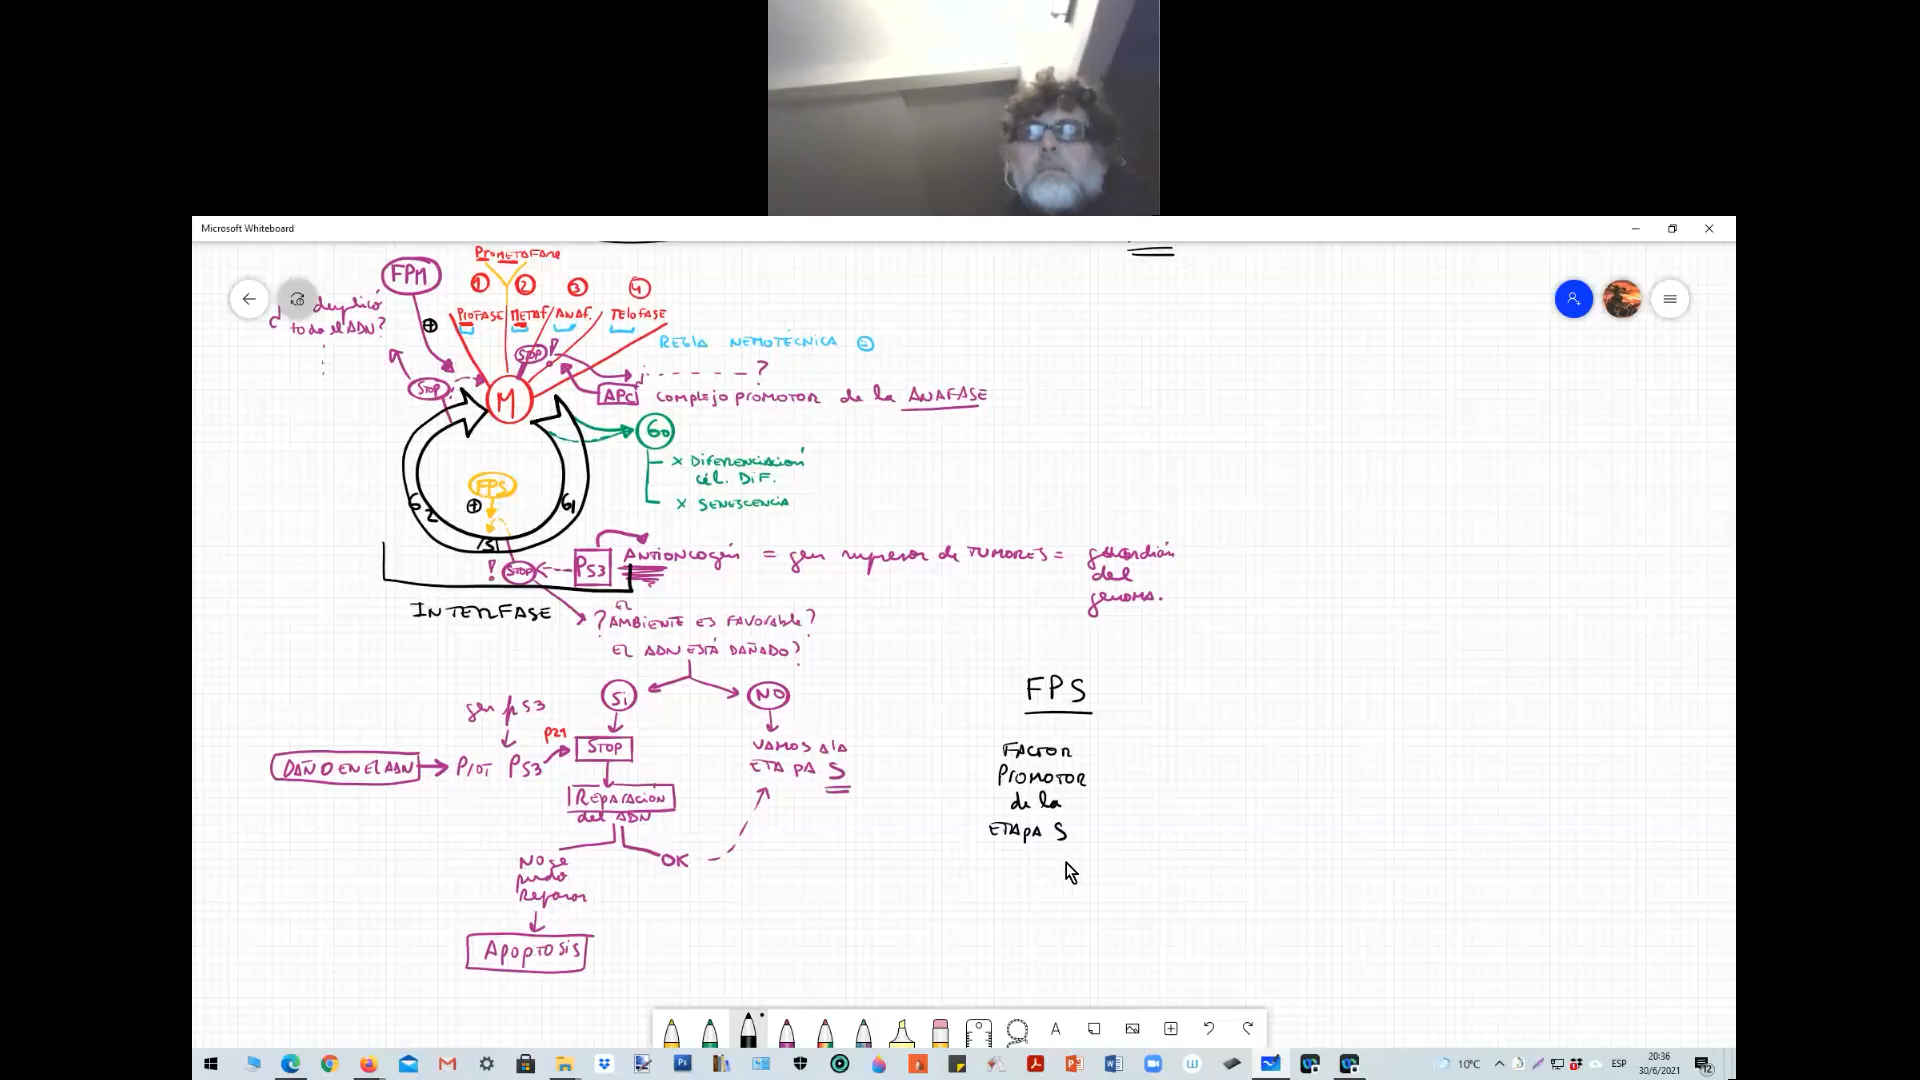 Microsoft Whiteboard
FPM
PROMETAFASE
1 2 3 4
¿ duplicó
todo el ADN?
PROFASE METAF. ANAF. TELOFASE
REGLA NEMOTÉCNICA
STOP !
?
STOP
M
APC COMPLEJO PROMOTOR de la ANAFASE
G0
x DIFERENCIACIÓN
cél. DIF.
x SENESCENCIA
FPS
G2
G1
S
! STOP
P53
ANTIONCOGEN = gen supresor de TUMORES = guardián
del
genoma.
INTERFASE
EL
? AMBIENTE ES FAVORABLE?
EL ADN ESTÁ DAÑADO?
SI
NO
gen p53
P21
DAÑO EN EL ADN
PROT P53
STOP
VAMOS A LA
ETAPA S
REPARACIÓN
del ADN
NO se
pudo
Reparar
OK
APOPTOSIS
FPS
FACTOR
PROMOTOR
de la
ETAPA S
10°C
ESP
20:36
30/6/2021
12